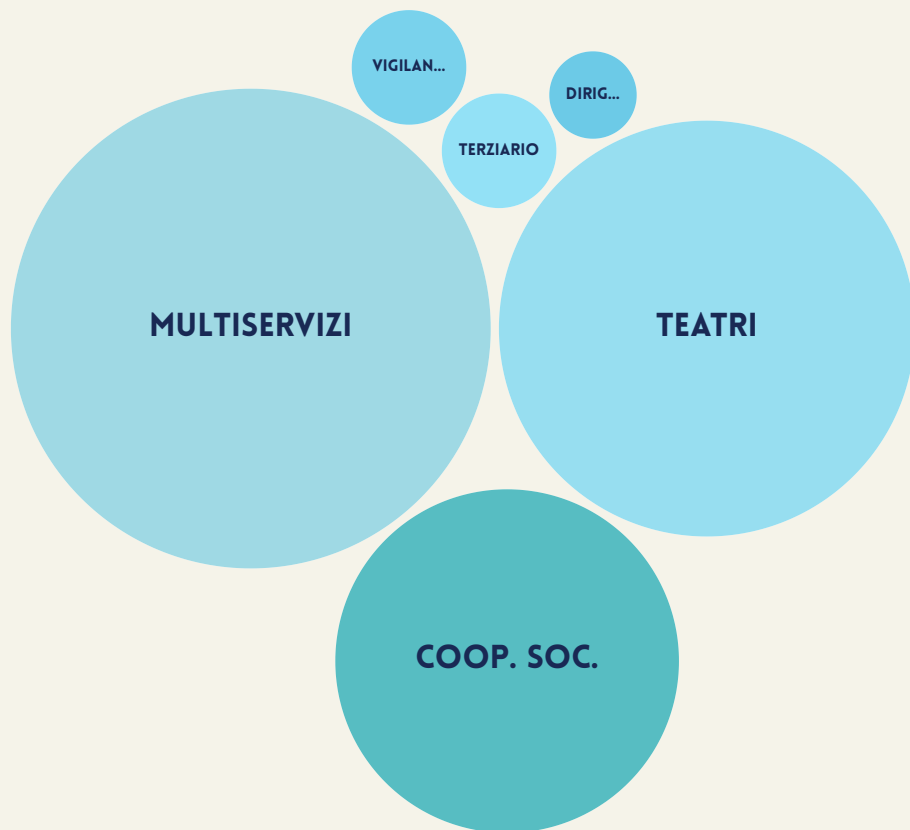 VIGILAN...
DIRIG...
TERZIARIO
MULTISERVIZI
TEATRI
COOP. SOC.